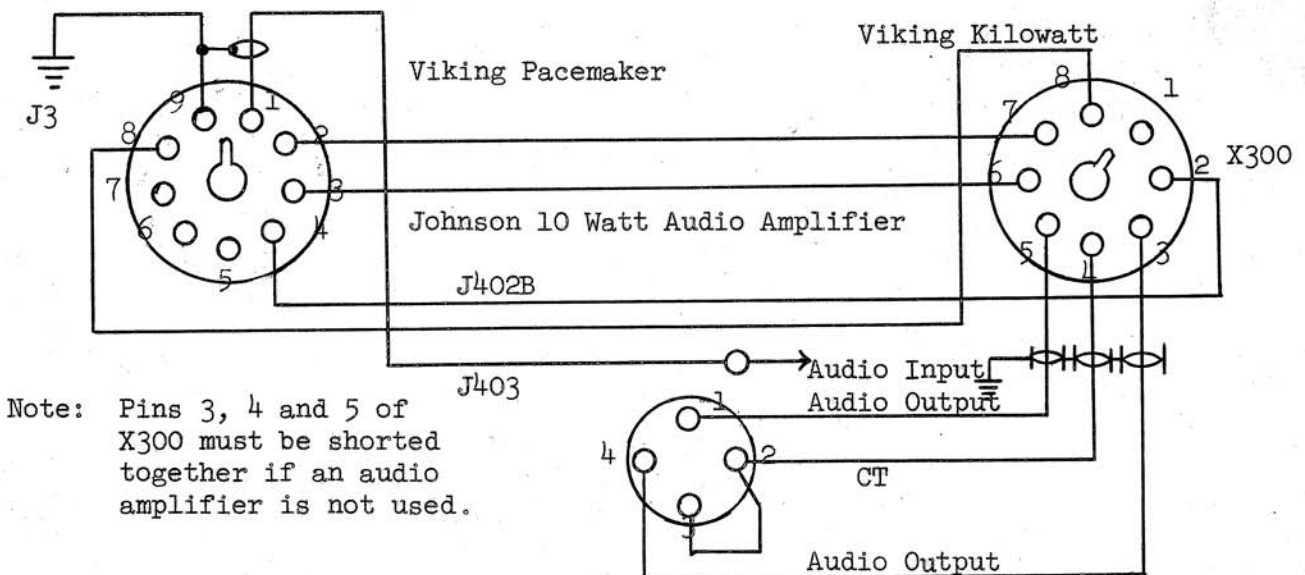 Viking Kilowatt
Viking Pacemaker
J3
9
1
8
2
7
3
6
4
5
8
1
7
2
X300
6
5
4
3
Johnson 10 Watt Audio Amplifier
J402B
J403
Audio Input
Audio Output
1
4
2
CT
3
Audio Output
Note: Pins 3, 4 and 5 of
X300 must be shorted
together if an audio
amplifier is not used.